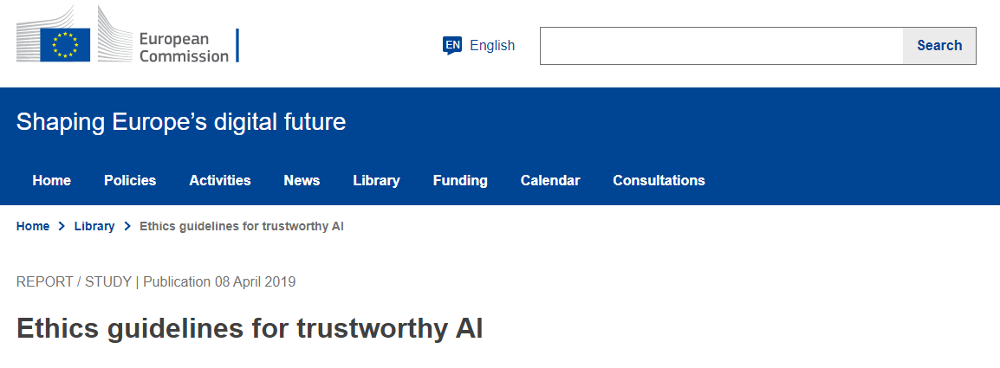 European
Commission
EN English
Search
Shaping Europe’s digital future
Home Policies Activities News Library Funding Calendar Consultations
Home Library Ethics guidelines for trustworthy AI
REPORT / STUDY | Publication 08 April 2019
Ethics guidelines for trustworthy AI